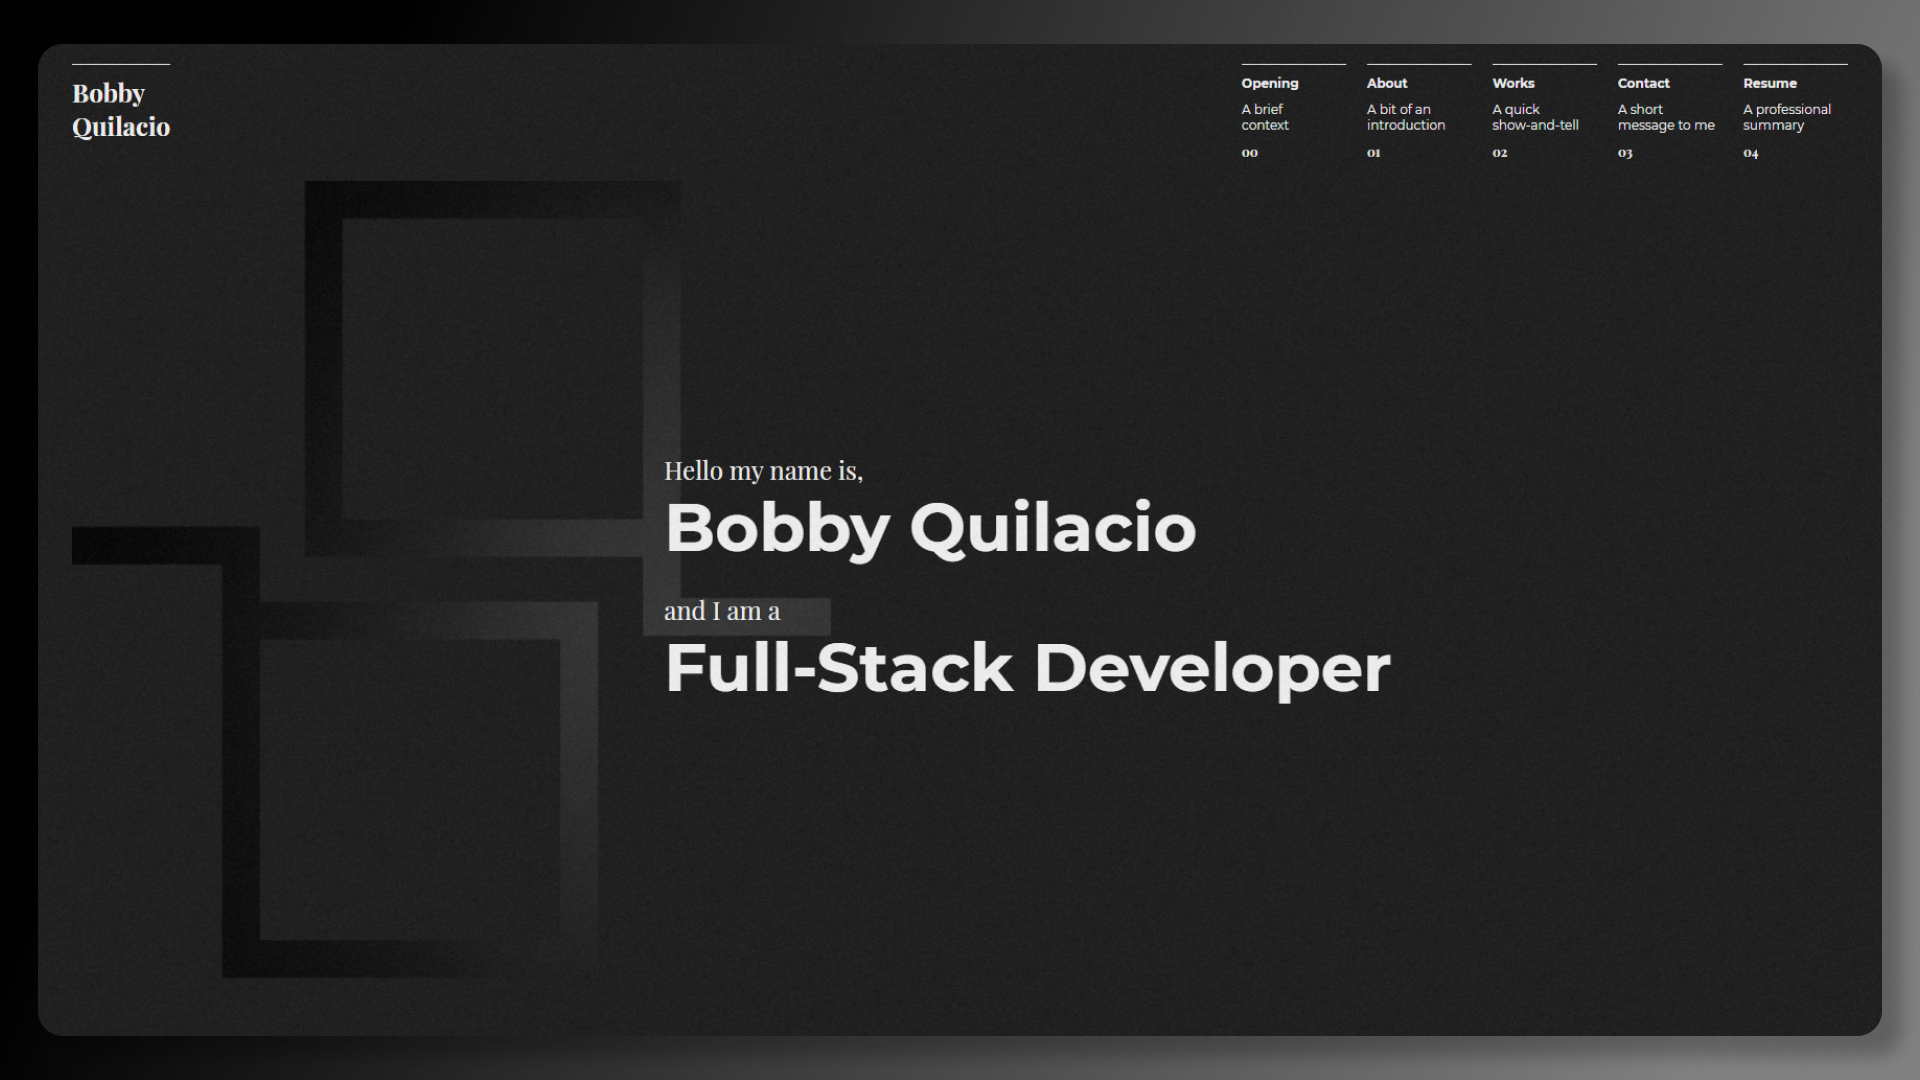 Bobby
Quilacio
Opening
A brief
context
00
About
A bit of an
introduction
01
Works
A quick
show-and-tell
02
Contact
A short
message to me
03
Resume
A professional
summary
04
Hello my name is,
Bobby Quilacio
and I am a
Full-Stack Developer